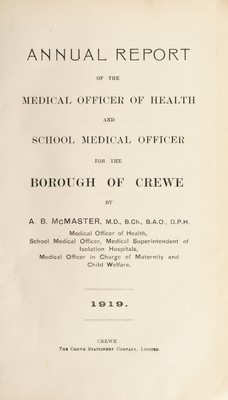 ANNUAL REPORT
OF THE
MEDICAL OFFICER OF HEALTH
AND
SCHOOL MEDICAL OFFICER
FOR THE
BOROUGH OF CREWE
BY
A. B. McMASTER, M.D., B.Ch., B.A.O., D.P.H.
Medical Officer of Health,
School Medical Officer, Medical Superintendent of
Isolation Hospitals,
Medical Officer in Charge of Maternity and
Child Welfare.
1919.
CREWE:
The Crewe Stationery Company, Limited.